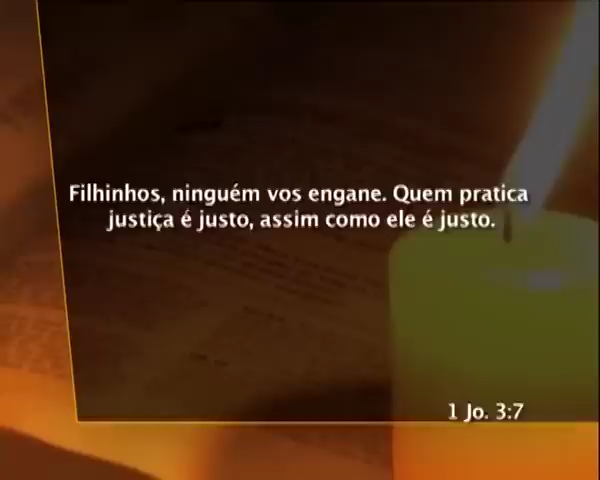 Filhinhos, ninguém vos engane. Quem pratica
justiça é justo, assim como ele é justo.
1 Jo. 3:7